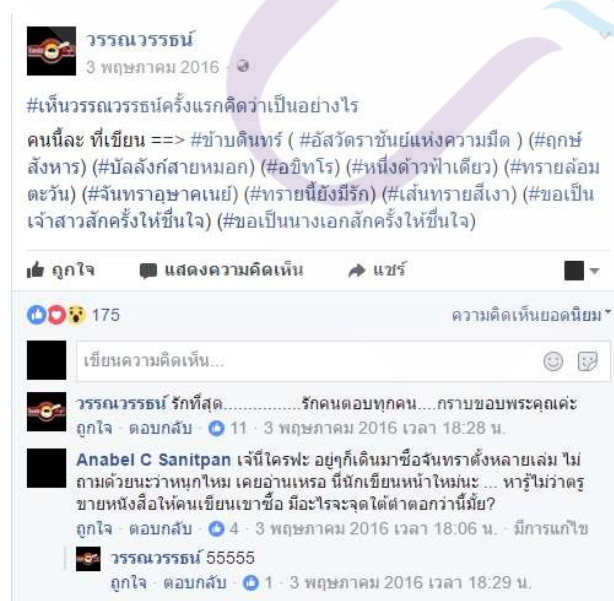 วรรณวรรธน์
3 พฤษภาคม 2016 ·
#เห็นวรรณวรรธน์ครั้งแรกคิดว่าเป็นอย่างไร
คนนี้ละ ที่เขียน ==> #ข้าบดินทร์ ( #อัสวัดราชันย์แห่งความมืด ) (#ฤกษ์
สังหาร) (#บัลลังก์สายหมอก) (#อชิทโร) (#หนึ่งด้าวฟ้าเดียว) (#ทรายล้อม
ตะวัน) (#จันทราอุษาคเนย์) (#ทรายนี้ยังมีรัก) (#เส้นทรายสีเงา) (#ขอเป็น
เจ้าสาวสักครั้งให้ชื่นใจ) (#ขอเป็นนางเอกสักครั้งให้ชื่นใจ)
ถูกใจ แสดงความคิดเห็น แชร์
175 ความคิดเห็นยอดนิยม
เขียนความคิดเห็น...
วรรณวรรธน์ รักที่สุด................รักคนตอบทุกคน....กราบขอบพระคุณค่ะ
ถูกใจ · ตอบกลับ · 11 · 3 พฤษภาคม 2016 เวลา 18:28 น.
Anabel C Sanitpan เจ้นี่ใครฟะ อยู่ๆก็เดินมาซื้อจันทราตั้งหลายเล่ม ไม่
ถามด้วยนะว่าหนุกไหม เคยอ่านเหรอ นี่นักเขียนหน้าใหม่นะ ... หารู้ไม่ว่าตรู
ขายหนังสือให้คนเขียนเขาซื้อ มีอะไรจะจุดใต้ตำตอกว่านี้มั้ย?
ถูกใจ · ตอบกลับ · 4 · 3 พฤษภาคม 2016 เวลา 18:06 น. · มีการแก้ไข
วรรณวรรธน์ 55555
ถูกใจ · ตอบกลับ · 1 · 3 พฤษภาคม 2016 เวลา 18:29 น.